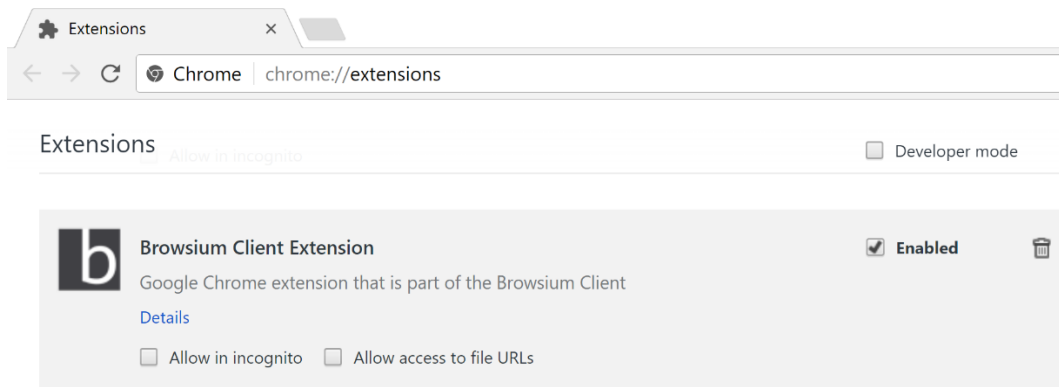 Extensions
Chrome chrome://extensions
Extensions
Allow in incognito
Developer mode
b
Browsium Client Extension
Enabled
Google Chrome extension that is part of the Browsium Client
Details
Allow in incognito Allow access to file URLs